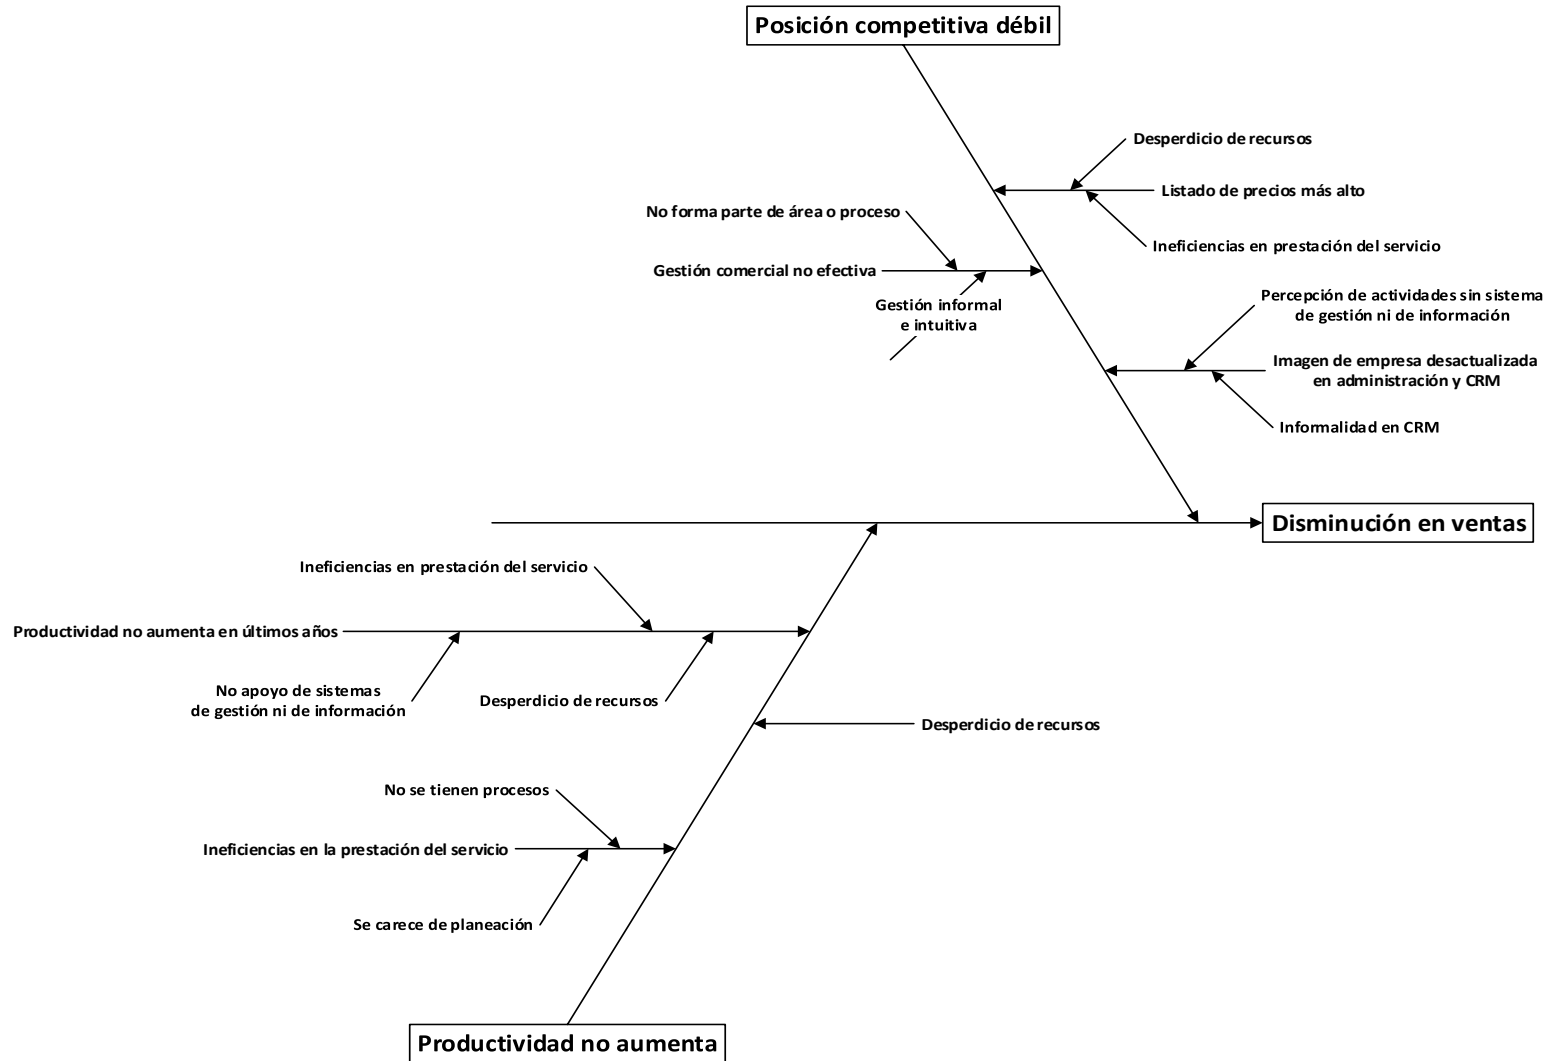 Posición competitiva débil
Desperdicio de recursos
Listado de precios más alto
No forma parte de área o proceso
Ineficiencias en prestación del servicio
Gestión comercial no efectiva
Gestión informal
e intuitiva
Percepción de actividades sin sistema
de gestión ni de información
Imagen de empresa desactualizada
en administración y CRM
Informalidad en CRM
Disminución en ventas
Ineficiencias en prestación del servicio
Productividad no aumenta en últimos años
No apoyo de sistemas
de gestión ni de información
Desperdicio de recursos
Desperdicio de recursos
No se tienen procesos
Ineficiencias en la prestación del servicio
Se carece de planeación
Productividad no aumenta